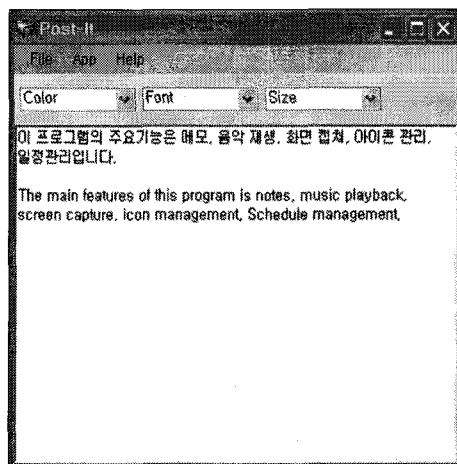 Post-It
File App Help
Color Font Size
이 프로그램의 주요기능은 메모, 음악 재생, 화면 캡쳐, 아이콘 관리,
일정관리입니다.
The main features of this program is notes, music playback,
screen capture, icon management, Schedule management,